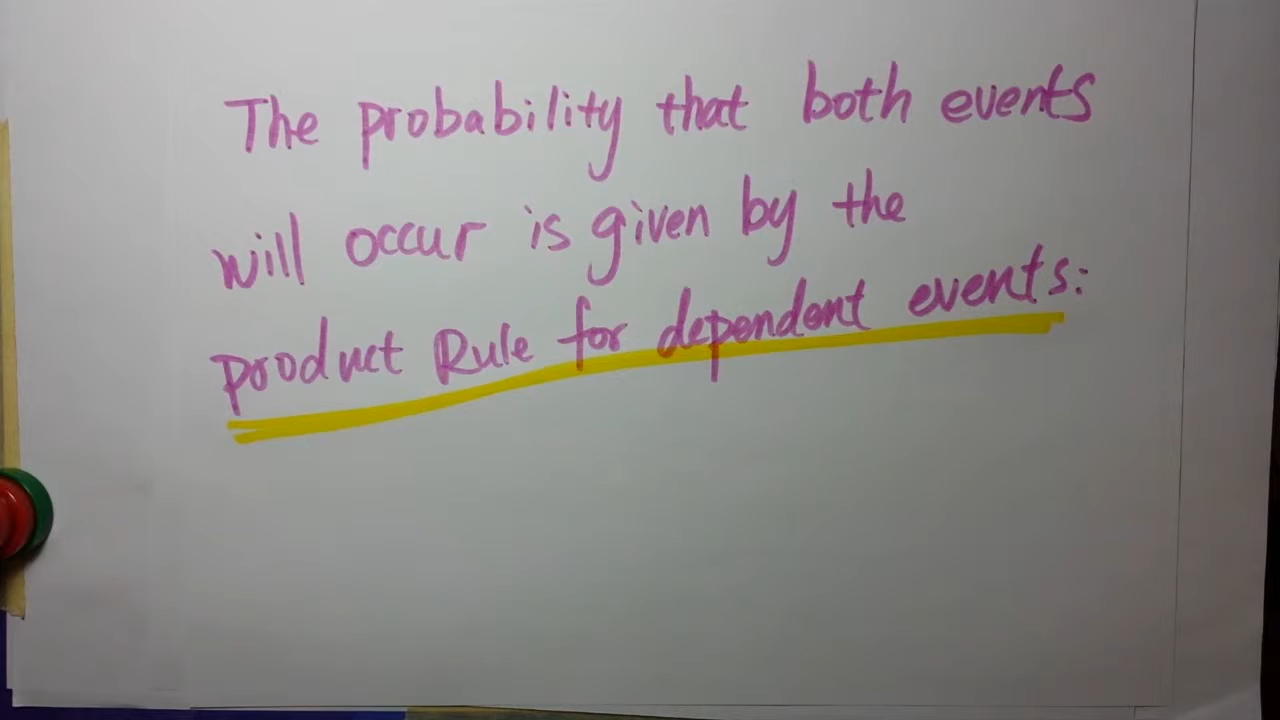 The probability that both events
will occur is given by the
product Rule for dependent events: